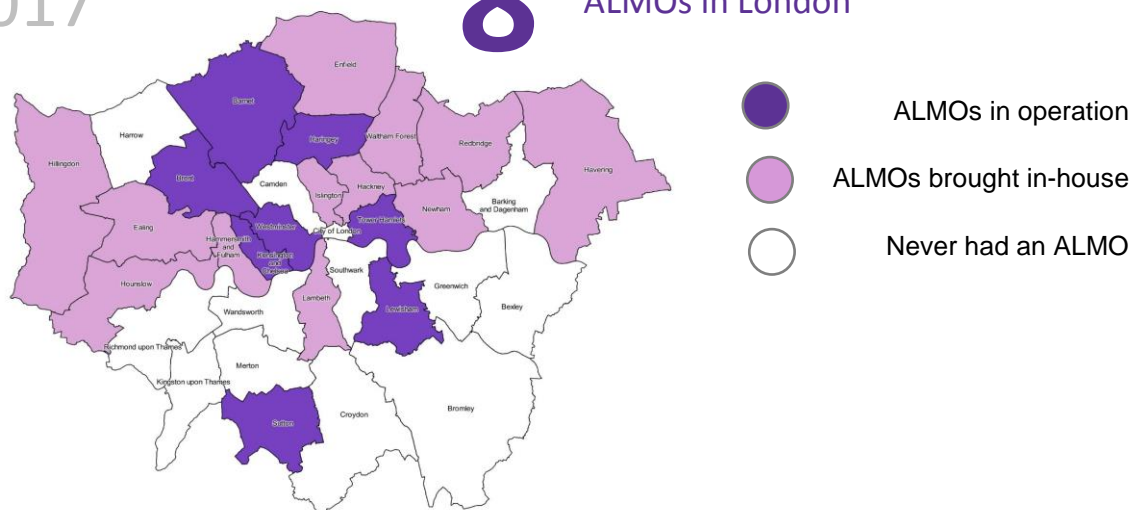 2017
8
ALMOs in London
ALMOs in operation
ALMOs brought in-house
Never had an ALMO
Enfield
Barnet
Harrow
Haringey
Waltham Forest
Redbridge
Havering
Hillingdon
Brent
Camden
Islington
Hackney
Newham
Barking
and Dagenham
Ealing
Westminster
Tower Hamlets
City of London
Hammersmith
and
Fulham
Kensington
and
Chelsea
Hounslow
Southwark
Greenwich
Lambeth
Wandsworth
Lewisham
Bexley
Richmond upon Thames
Merton
Kingston upon Thames
Sutton
Croydon
Bromley